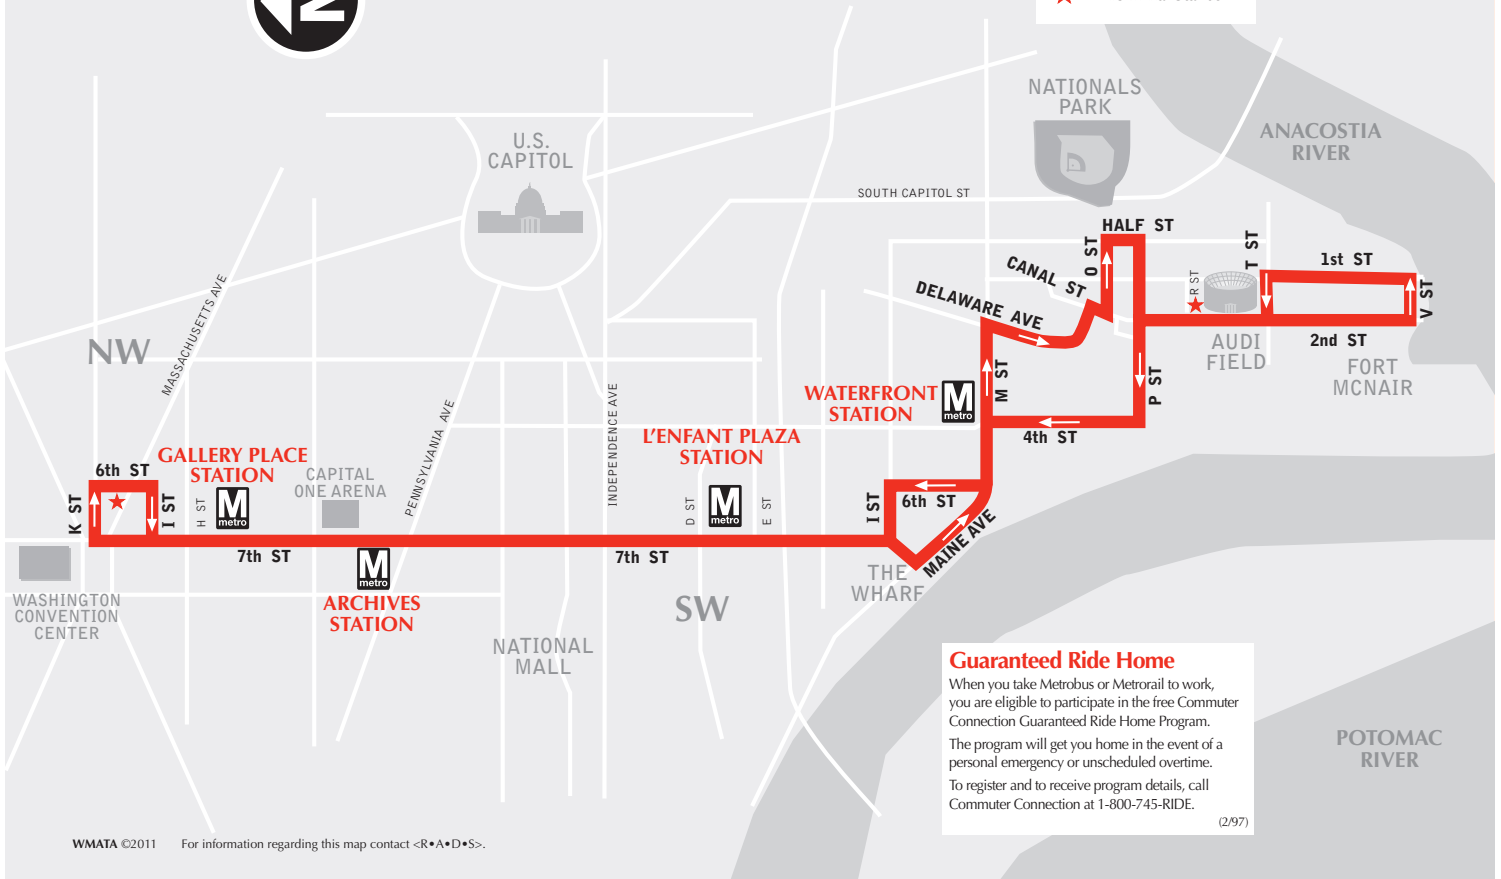 N
NATIONALS
PARK
ANACOSTIA
RIVER
U.S.
CAPITOL
SOUTH CAPITOL ST
HALF ST
O ST
T ST
1st ST
CANAL ST
R ST
V ST
DELAWARE AVE
MASSACHUSETTS AVE
NW
AUDI
FIELD
2nd ST
FORT
MCNAIR
M ST
P ST
WATERFRONT
STATION
M
metro
4th ST
INDEPENDENCE AVE
PENNSYLVANIA AVE
L'ENFANT PLAZA
STATION
GALLERY PLACE
STATION
6th ST
CAPITAL
ONE ARENA
K ST
I ST
H ST
M
metro
D ST
M
metro
E ST
I ST
6th ST
MAINE AVE
7th ST
7th ST
M
metro
THE
WHARF
WASHINGTON
CONVENTION
CENTER
ARCHIVES
STATION
SW
NATIONAL
MALL
Guaranteed Ride Home
When you take Metrobus or Metrorail to work,
you are eligible to participate in the free Commuter
Connection Guaranteed Ride Home Program.
The program will get you home in the event of a
personal emergency or unscheduled overtime.
To register and to receive program details, call
Commuter Connection at 1-800-745-RIDE.
(2/97)
POTOMAC
RIVER
WMATA ©2011 For information regarding this map contact <R•A•D•S>.